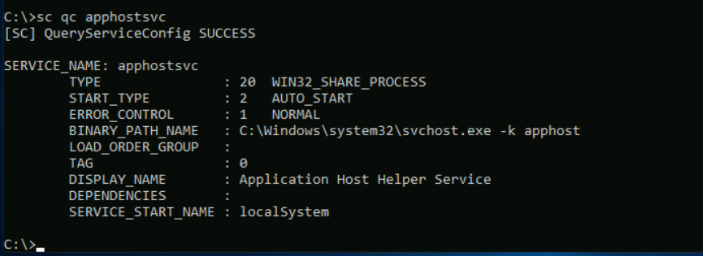 C:\>sc qc apphostsvc
[SC] QueryServiceConfig SUCCESS
SERVICE_NAME: apphostsvc
        TYPE               : 20  WIN32_SHARE_PROCESS
        START_TYPE         : 2   AUTO_START
        ERROR_CONTROL      : 1   NORMAL
        BINARY_PATH_NAME   : C:\Windows\system32\svchost.exe -k apphost
        LOAD_ORDER_GROUP   :
        TAG                : 0
        DISPLAY_NAME       : Application Host Helper Service
        DEPENDENCIES       :
        SERVICE_START_NAME : localSystem
C:\>